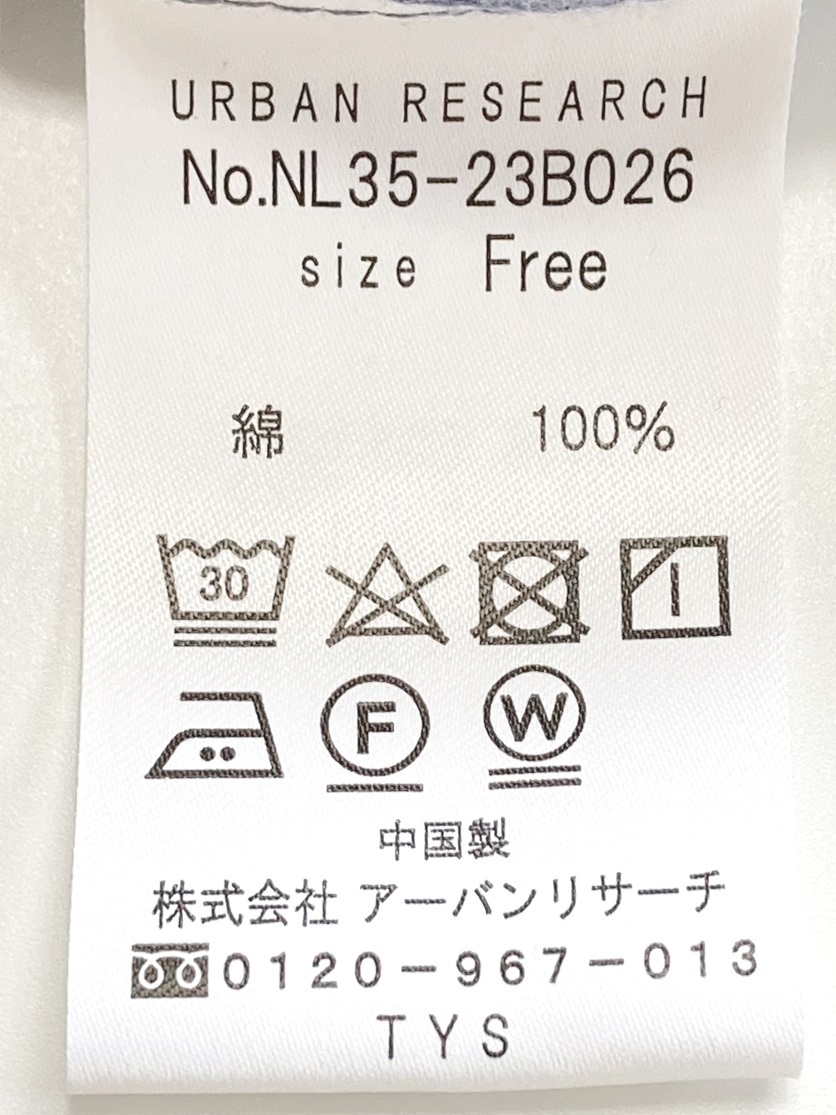 URBAN RESEARCH
No.NL35-23B026
size Free
綿 100%
30
F W
中国製
株式会社 アーバンリサーチ
0120-967-013
TYS